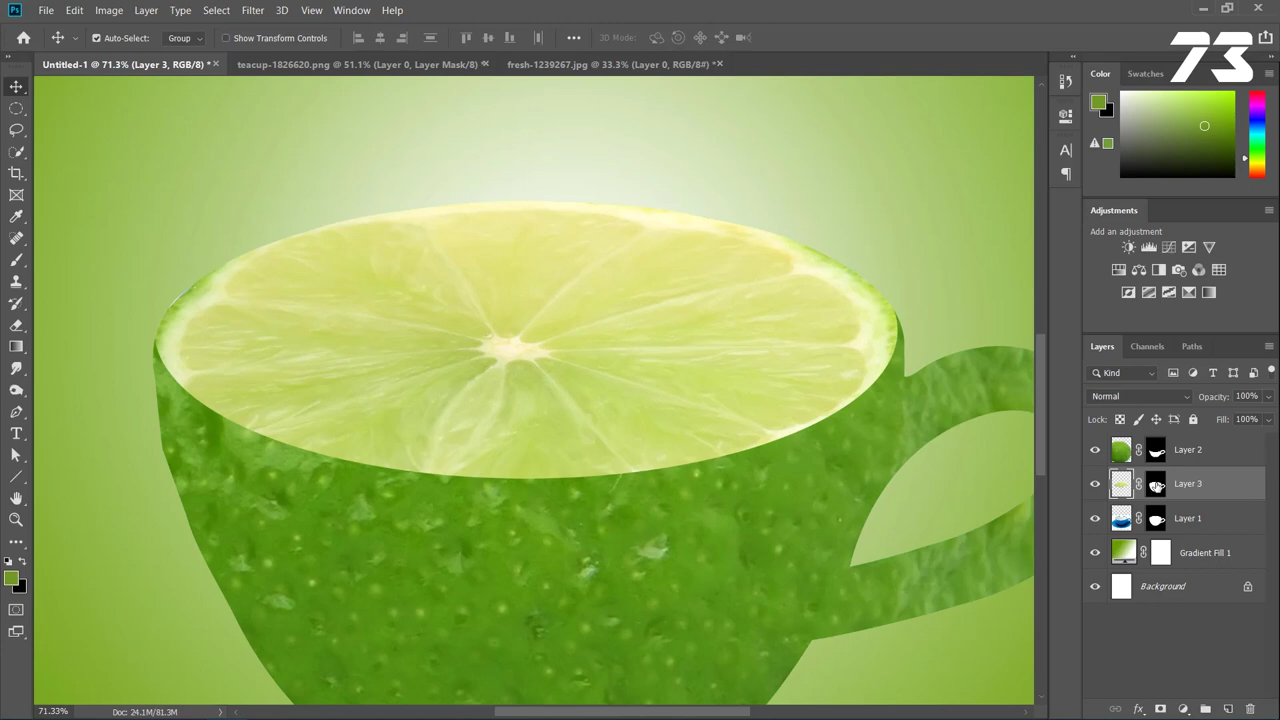 Ps File Edit Image Layer Type Select Filter 3D View Window Help
Auto-Select: Group Show Transform Controls 3D Mode:
73
Untitled-1 @ 71.3% (Layer 3, RGB/8) * × teacup-1826620.png @ 51.1% (Layer 0, Layer Mask/8) × fresh-1239267.jpg @ 33.3% (Layer 0, RGB/8#) * ×
Color Swatches
Adjustments
Add an adjustment
Layers Channels Paths
Kind
Normal Opacity: 100%
Lock: Fill: 100%
Layer 2
Layer 3
Layer 1
Gradient Fill 1
Background
71.33% Doc: 24.1M/81.3M